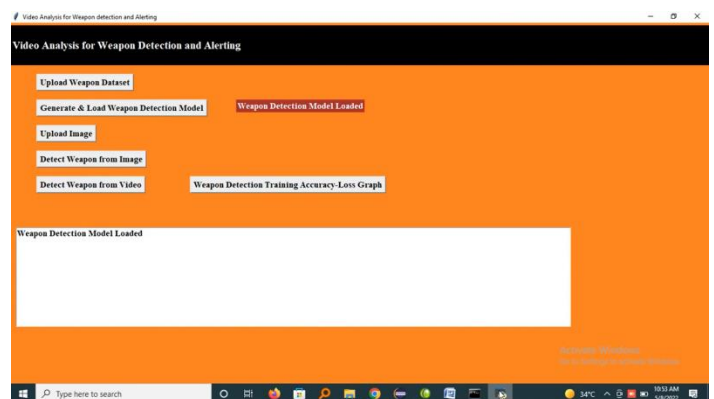 Video Analysis for Weapon detection and Alerting
Video Analysis for Weapon Detection and Alerting
Upload Weapon Dataset
Generate & Load Weapon Detection Model
Weapon Detection Model Loaded
Upload Image
Detect Weapon from Image
Detect Weapon from Video
Weapon Detection Training Accuracy-Loss Graph
Weapon Detection Model Loaded
Activate Windows
Type here to search
34°C
10:53 AM